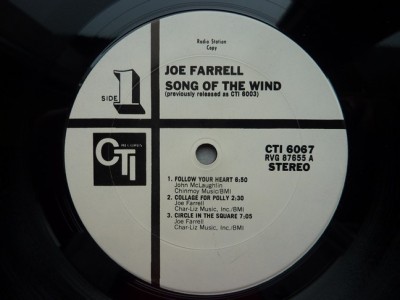 Radio Station
Copy
JOE FARRELL
SONG OF THE WIND
(previously released as CTI 6003)
SIDE 1
CTI
RECORDS
CTI 6067
RVG 87655 A
STEREO
1. FOLLOW YOUR HEART 6:50
John McLaughlin
Chinmoy Music/BMI
2. COLLAGE FOR POLLY 2:30
Joe Farrell
Char-Liz Music, Inc./BMI
3. CIRCLE IN THE SQUARE 7:05
Joe Farrell
Char-Liz Music, Inc./BMI